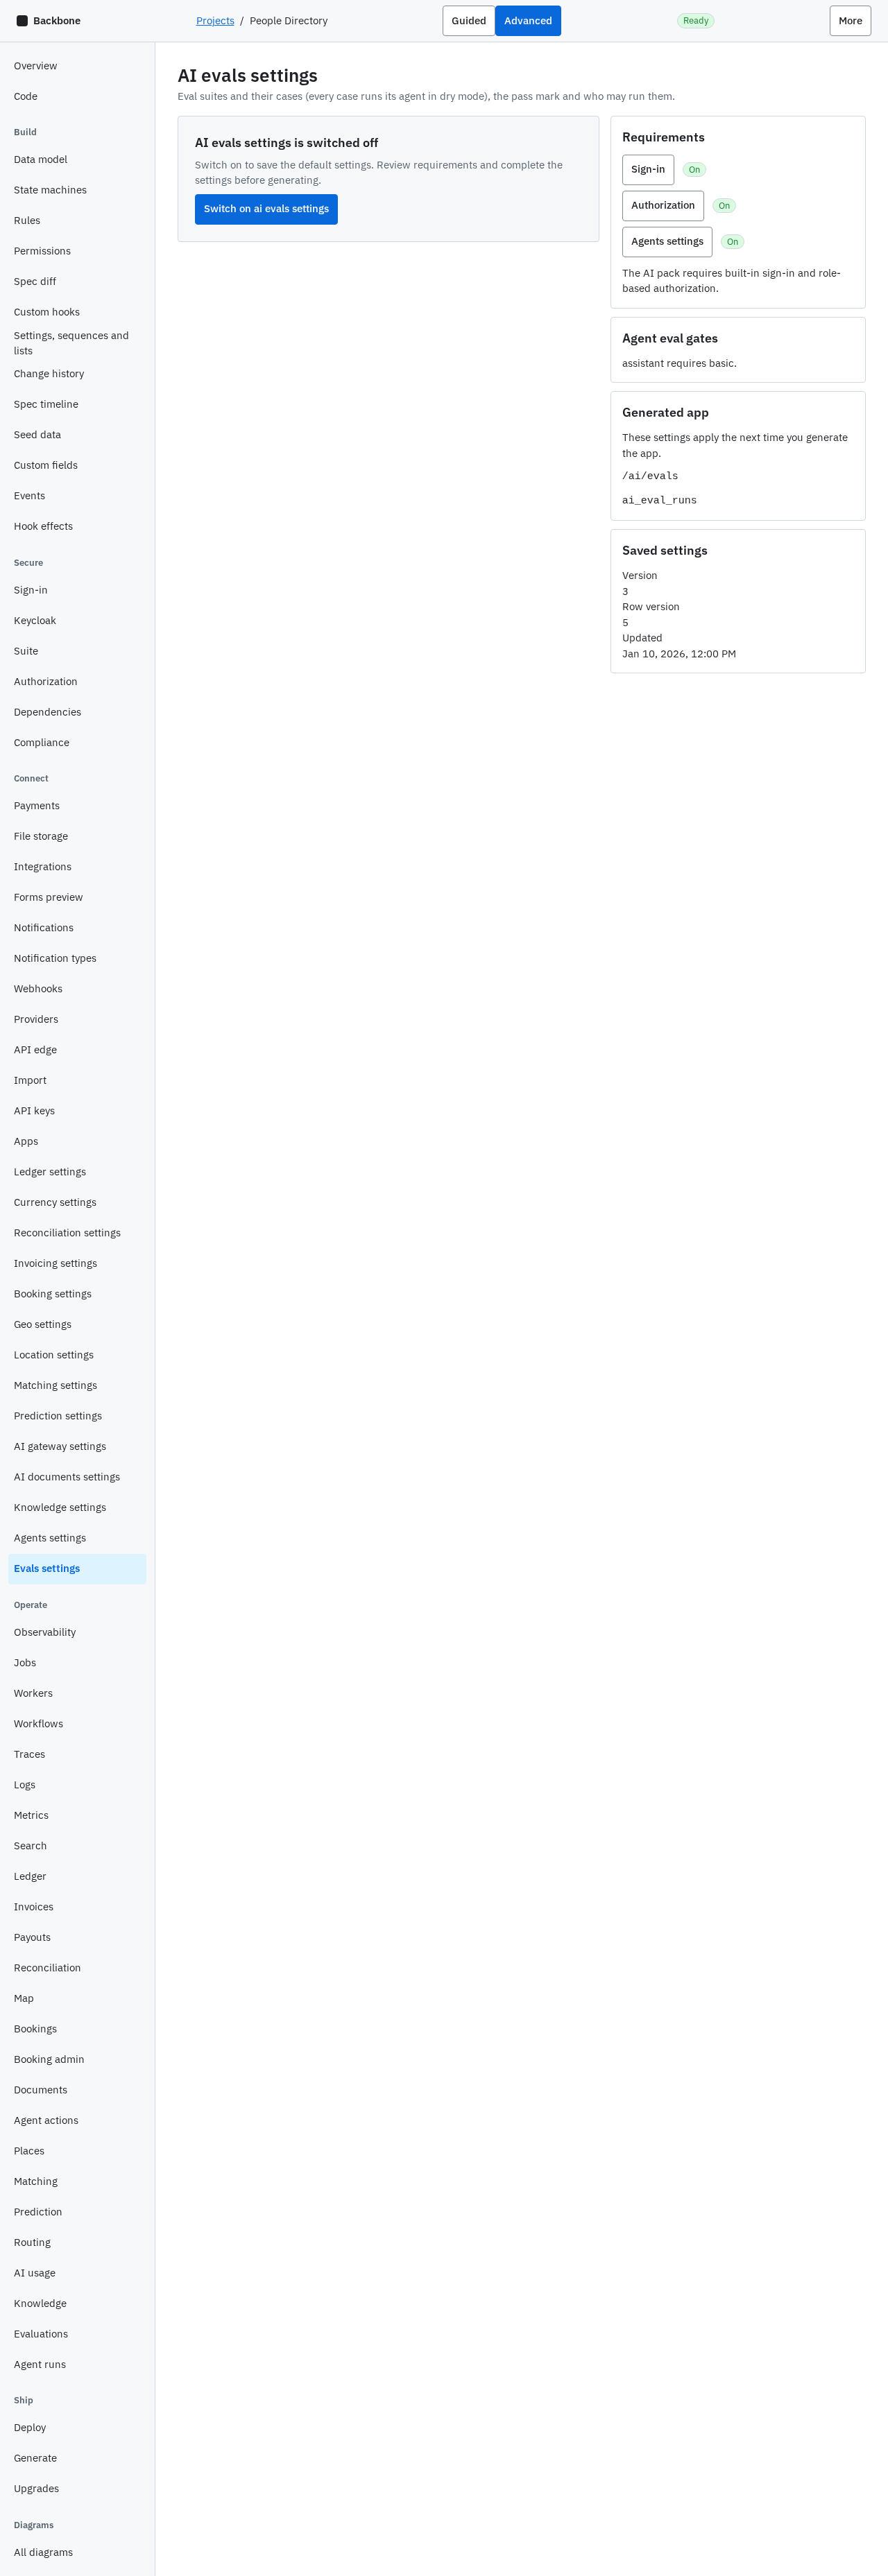 Backbone
Projects / People Directory
Guided
Advanced
Ready
More
Overview
Code
Build
Data model
State machines
Rules
Permissions
Spec diff
Custom hooks
Settings, sequences and
lists
Change history
Spec timeline
Seed data
Custom fields
Events
Hook effects
Secure
Sign-in
Keycloak
Suite
Authorization
Dependencies
Compliance
Connect
Payments
File storage
Integrations
Forms preview
Notifications
Notification types
Webhooks
Providers
API edge
Import
API keys
Apps
Ledger settings
Currency settings
Reconciliation settings
Invoicing settings
Booking settings
Geo settings
Location settings
Matching settings
Prediction settings
AI gateway settings
AI documents settings
Knowledge settings
Agents settings
Evals settings
Operate
Observability
Jobs
Workers
Workflows
Traces
Logs
Metrics
Search
Ledger
Invoices
Payouts
Reconciliation
Map
Bookings
Booking admin
Documents
Agent actions
Places
Matching
Prediction
Routing
AI usage
Knowledge
Evaluations
Agent runs
Ship
Deploy
Generate
Upgrades
Diagrams
All diagrams
AI evals settings
Eval suites and their cases (every case runs its agent in dry mode), the pass mark and who may run them.
AI evals settings is switched off
Switch on to save the default settings. Review requirements and complete the
settings before generating.
Switch on ai evals settings
Requirements
Sign-in On
Authorization On
Agents settings On
The AI pack requires built-in sign-in and role-
based authorization.
Agent eval gates
assistant requires basic.
Generated app
These settings apply the next time you generate
the app.
/ai/evals
ai_eval_runs
Saved settings
Version
3
Row version
5
Updated
Jan 10, 2026, 12:00 PM